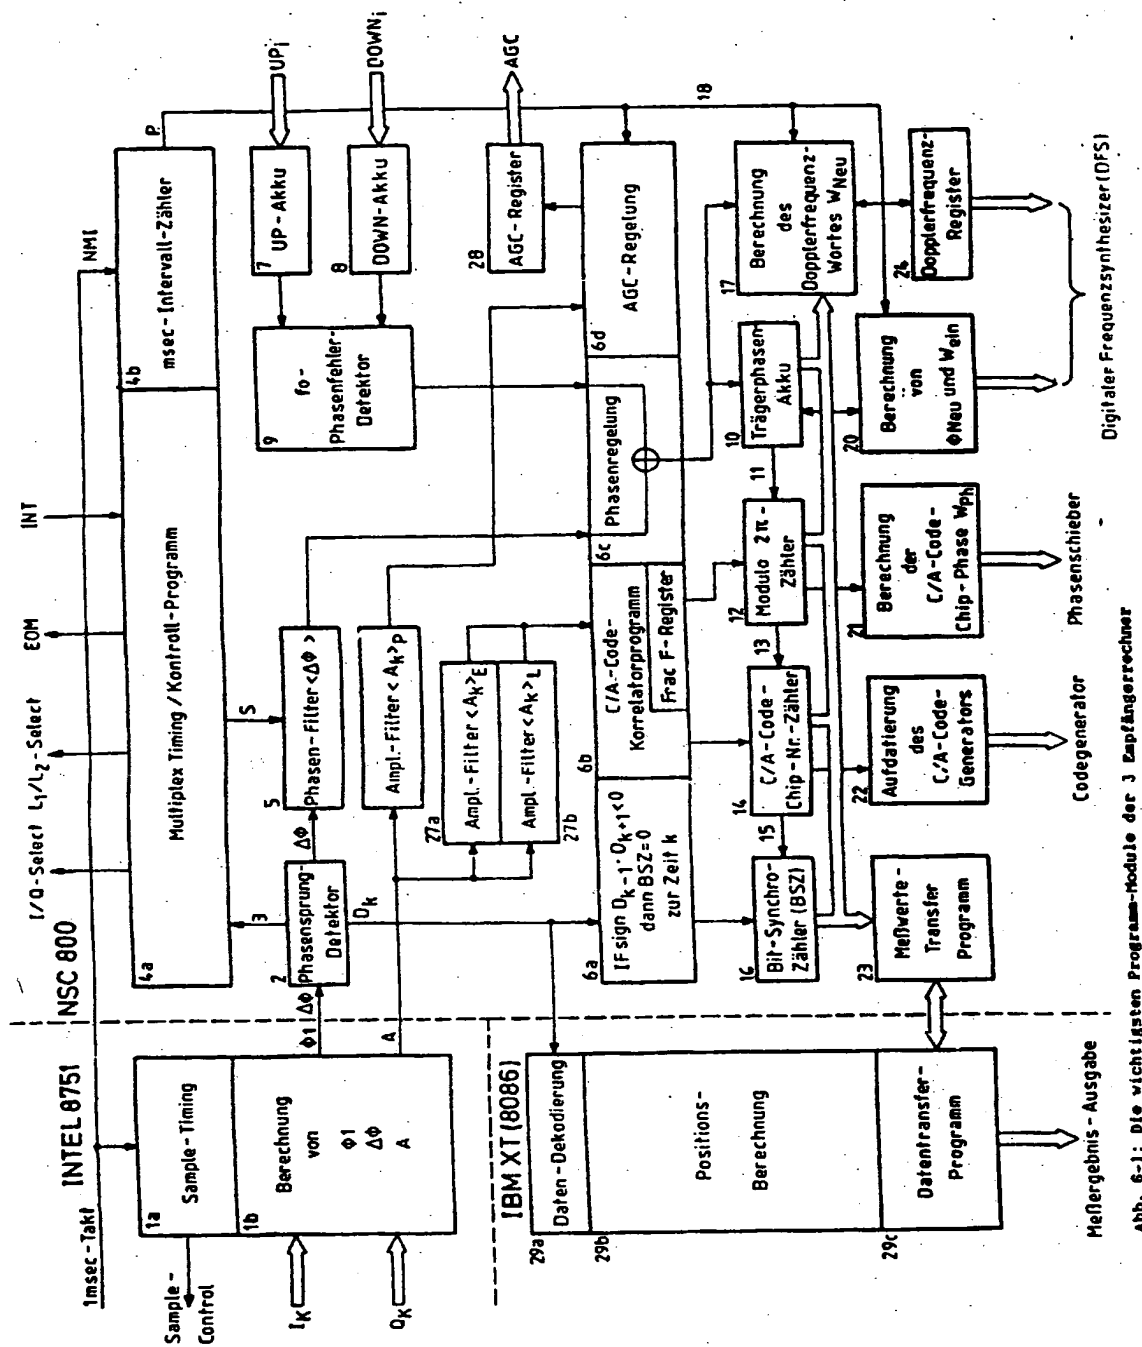 1msec-Takt
INTEL 8751
NSC 800
I/Q-Select
L1/L2-Select
EOM
INT
NMI
Sample-
Control
1a
Sample-Timing
1b
Berechnung
von
Φ1
ΔΦ
A
IK
QK
Φ1
ΔΦ
A
4a
Multiplex Timing / Kontroll-Programm
4b
msec-Intervall-Zähler
P
3
2
Phasensprung-
Detektor
ΔΦ
Dk
5
Phasen-Filter <ΔΦ>
S
Ampl.-Filter <Ak>P
27a
Ampl.-Filter <Ak>E
Ampl.-Filter <Ak>L
27b
9
fo-
Phasenfehler-
Detektor
7
UP-Akku
UPi
8
DOWN-Akku
DOWNi
28
AGC-Register
AGC
IBM XT (8086)
29a
Daten-Dekodierung
29b
Positions-
Berechnung
29c
Datentransfer-
Programm
Meßergebnis-Ausgabe
6a
IF sign Dk-1 · Dk+1 <0
dann BSZ=0
zur Zeit k
6b
C/A-Code-
Korrelatorprogramm
Frac F-Register
6c
Phasenregelung
6d
AGC-Regelung
18
16
Bit-Synchro-
Zähler (BSZ)
15
14
C/A-Code-
Chip-Nr.-Zähler
13
12
Modulo 2π-
Zähler
11
10
Trägerphasen
Akku
17
Berechnung
des
Dopplerfrequenz-
Wortes WNeu
23
Meßwerte-
Transfer
Programm
22
Aufdatierung
des
C/A-Code-
Generators
21
Berechnung
der
C/A-Code-
Chip-Phase Wph
20
Berechnung
von
ΦNeu und Wein
24
Dopplerfrequenz-
Register
Codegenerator
Phasenschieber
Digitaler Frequenzsynthesizer (DFS)
Abb. 6-1: Die wichtigsten Programm-Module der 3 Empfängerrechner